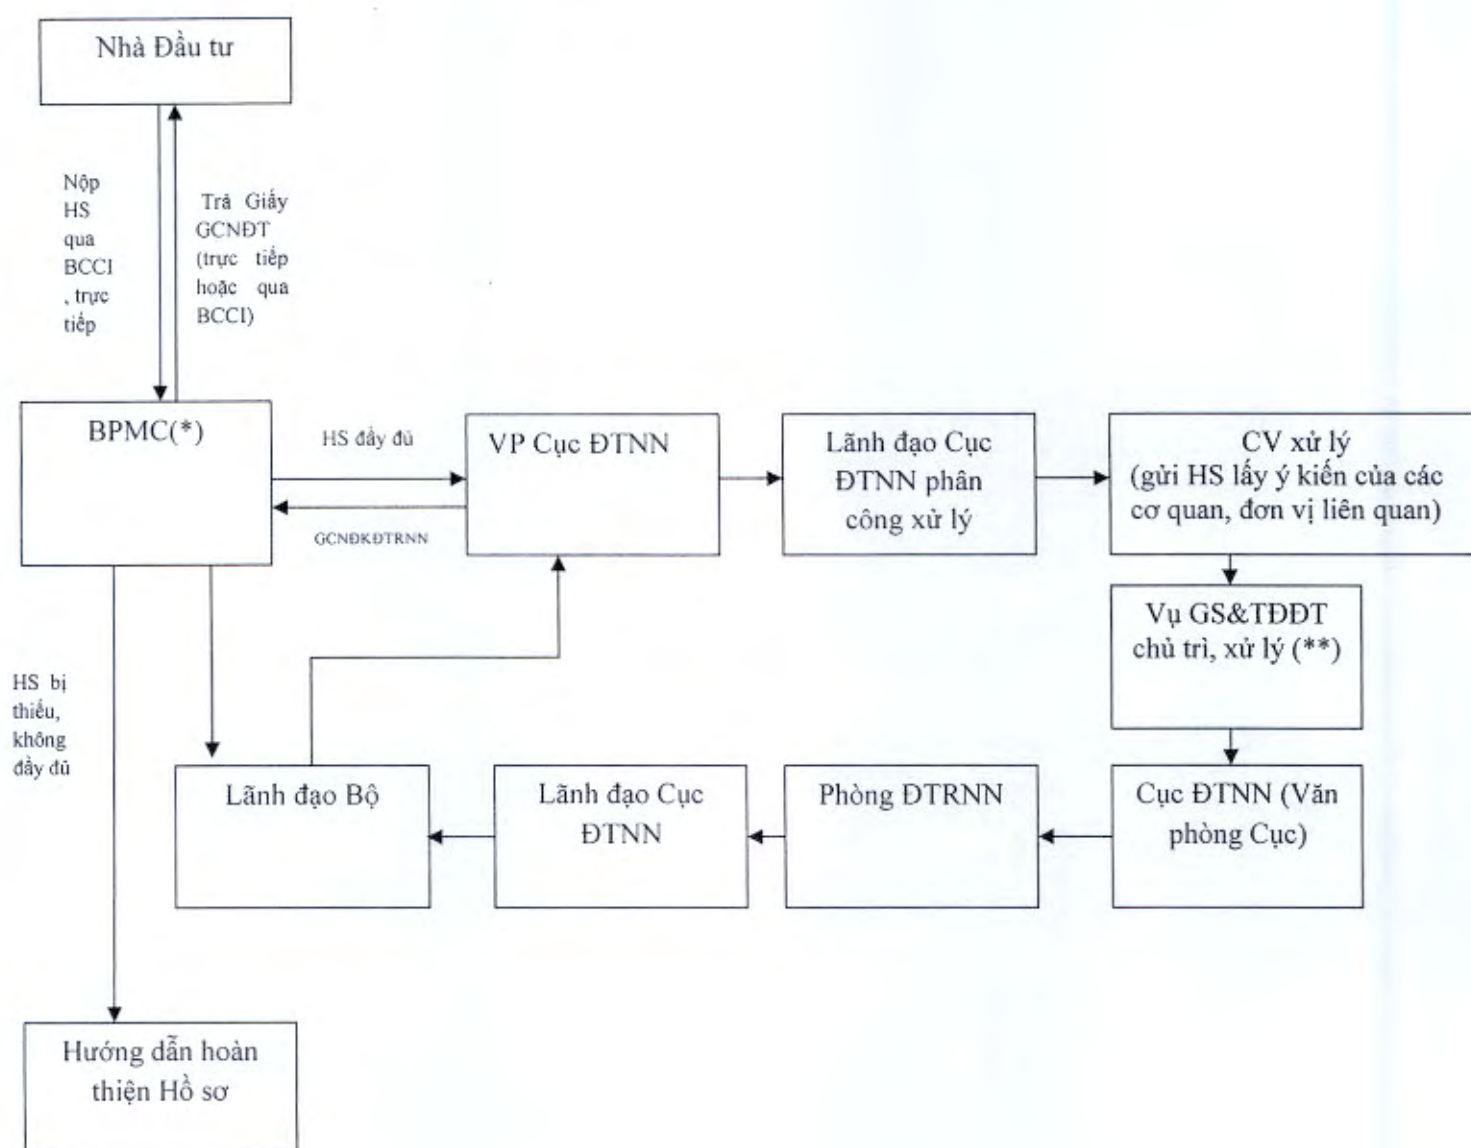 Nhà Đầu tư
Nộp
HS
qua
BCCI
, trực
tiếp
Trả Giấy
GCNĐT
(trực tiếp
hoặc qua
BCCI)
BPMC(*)
HS đầy đủ
GCNĐKĐTRNN
VP Cục ĐTNN
Lãnh đạo Cục
ĐTNN phân
công xử lý
CV xử lý
(gửi HS lấy ý kiến của các
cơ quan, đơn vị liên quan)
Vụ GS&TĐĐT
chủ trì, xử lý (**)
HS bị
thiếu,
không
đầy đủ
Lãnh đạo Bộ
Lãnh đạo Cục
ĐTNN
Phòng ĐTRNN
Cục ĐTNN (Văn
phòng Cục)
Hướng dẫn hoàn
thiện Hồ sơ